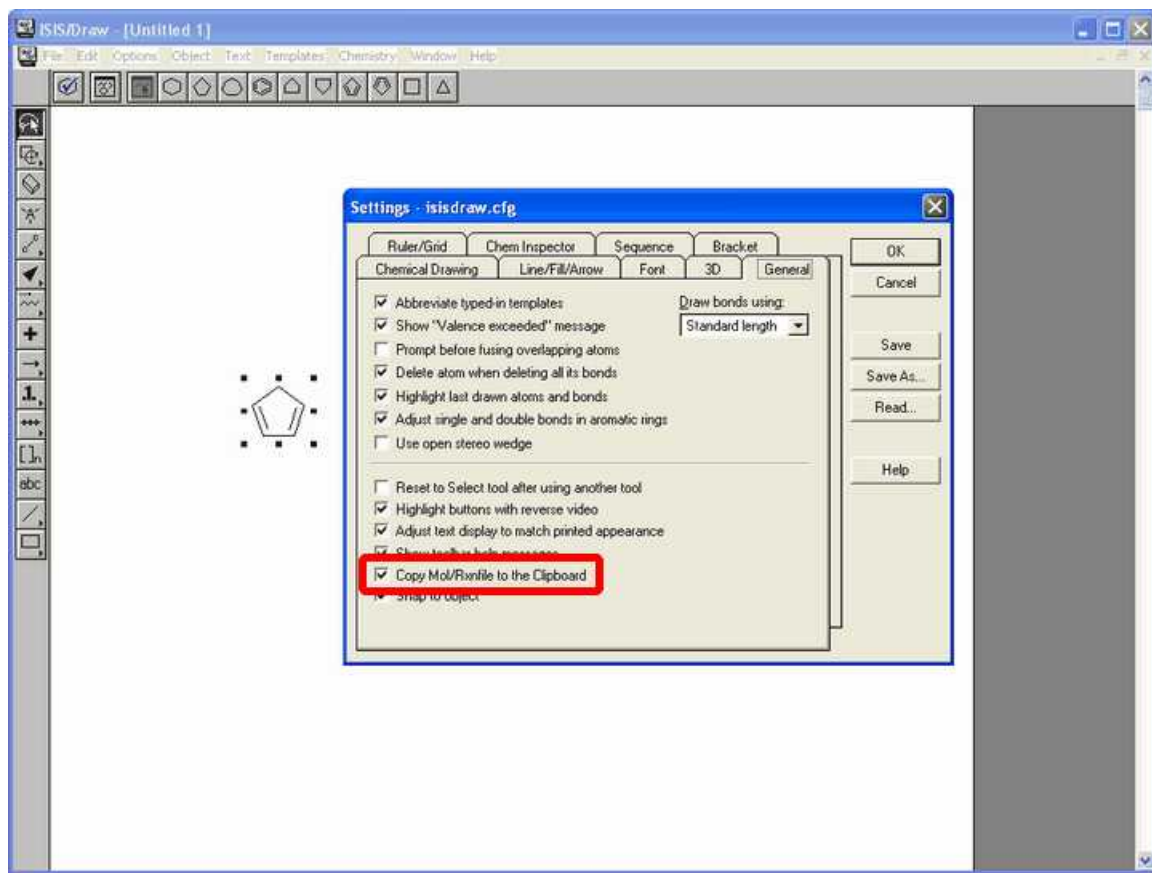 ISIS/Draw - [Untitled 1]
File Edit Options Object Text Templates Chemistry Window Help
Settings - isisdraw.cfg
Ruler/Grid Chem Inspector Sequence Bracket
Chemical Drawing Line/Fill/Arrow Font 3D General
OK
Cancel
Save
Save As...
Read...
Help
Abbreviate typed-in templates
Draw bonds using:
Show "Valence exceeded" message
Standard length
Prompt before fusing overlapping atoms
Delete atom when deleting all its bonds
Highlight last drawn atoms and bonds
Adjust single and double bonds in aromatic rings
Use open stereo wedge
Reset to Select tool after using another tool
Highlight buttons with reverse video
Adjust text display to match printed appearance
Show toolbar help messages
Copy Mol/Rxnfile to the Clipboard
Snap to object
A
1.
[ ]n
abc